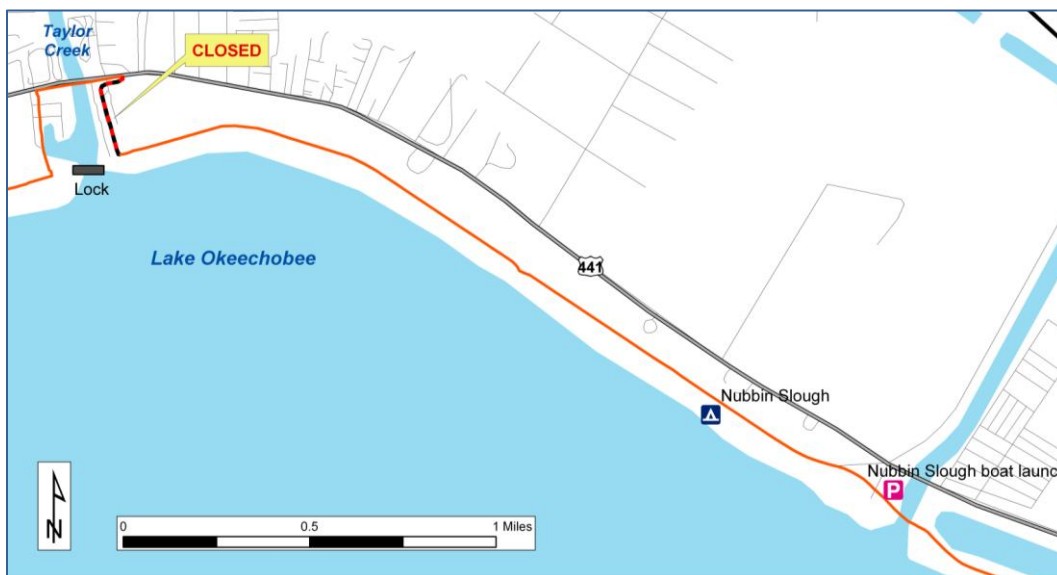 Taylor
Creek
CLOSED
Lock
Lake Okeechobee
441
Nubbin Slough
Nubbin Slough boat launc
P
N
0 0.5 1 Miles